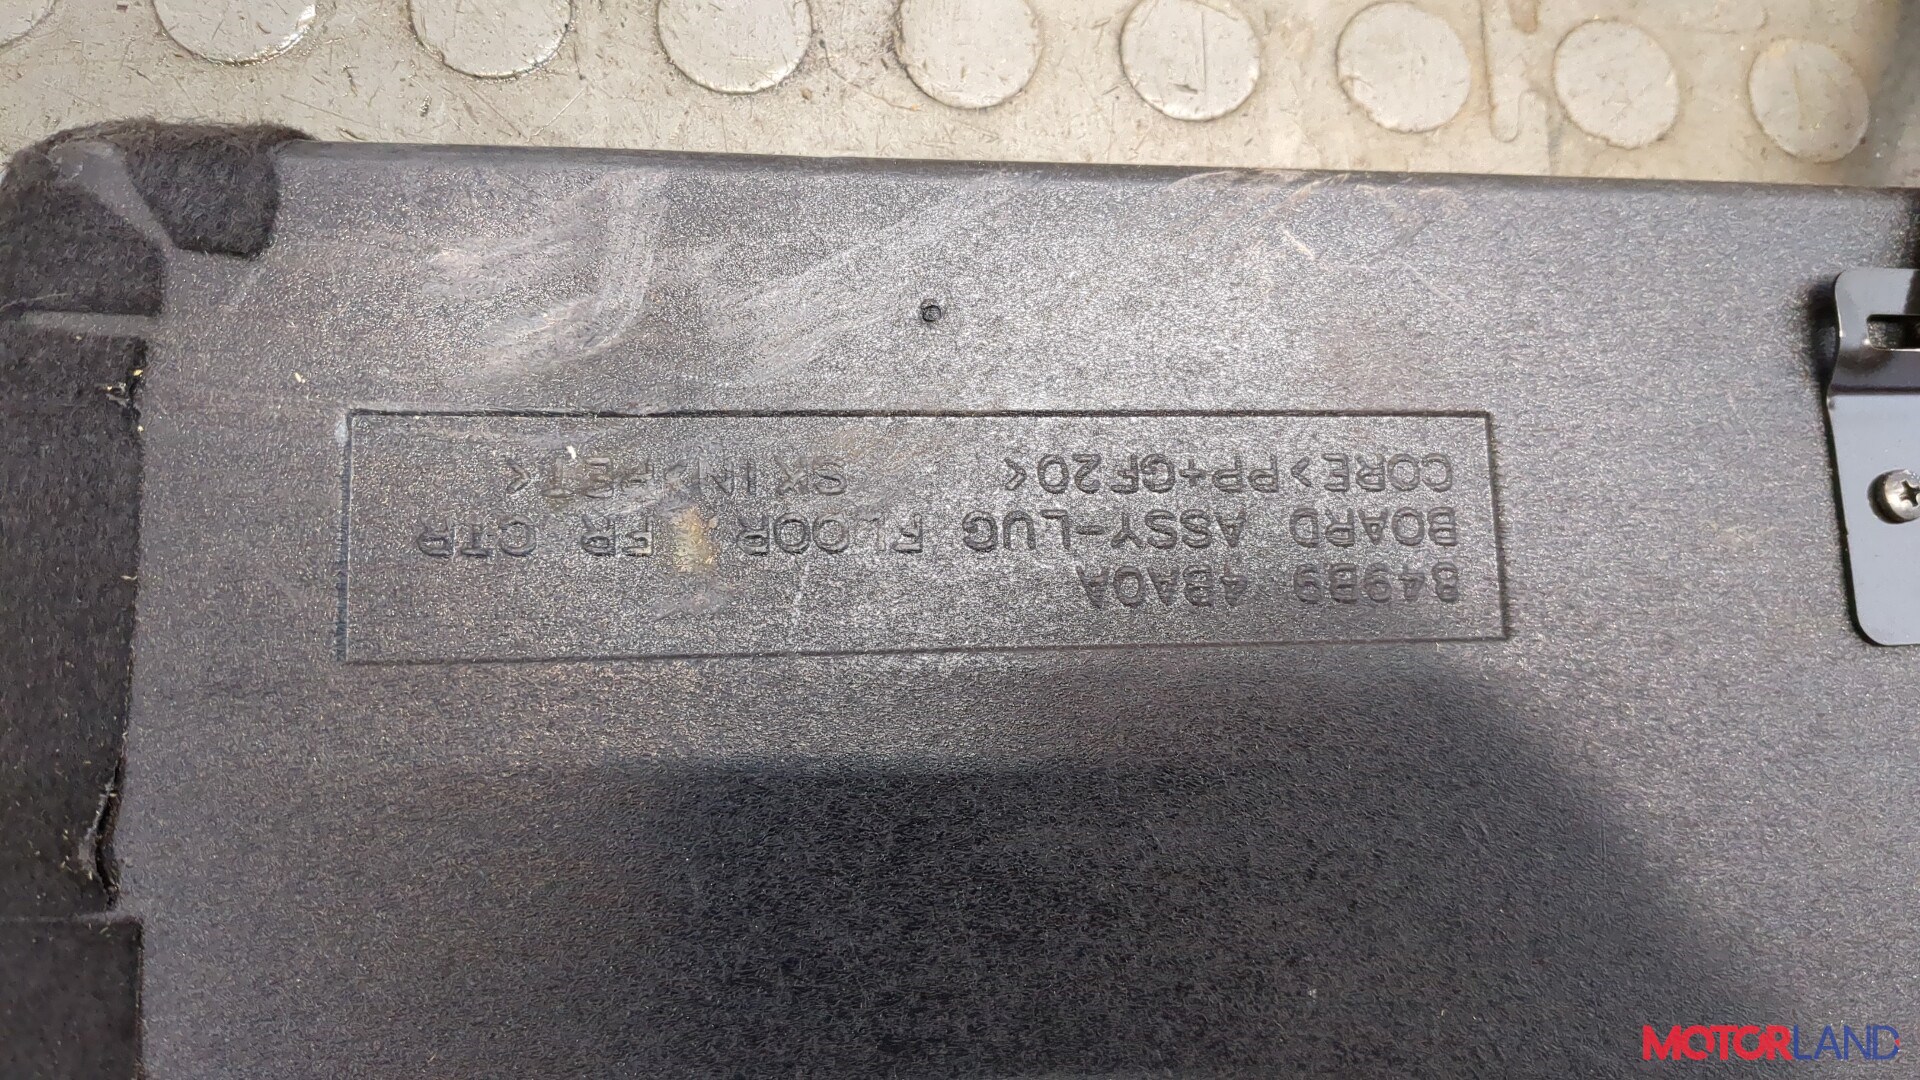 849B9 4BA0A
BOARD ASSY-LUG FLOOR FR CTR
CORE>PP+GF20< SKIN>PET<
MOTORLAND